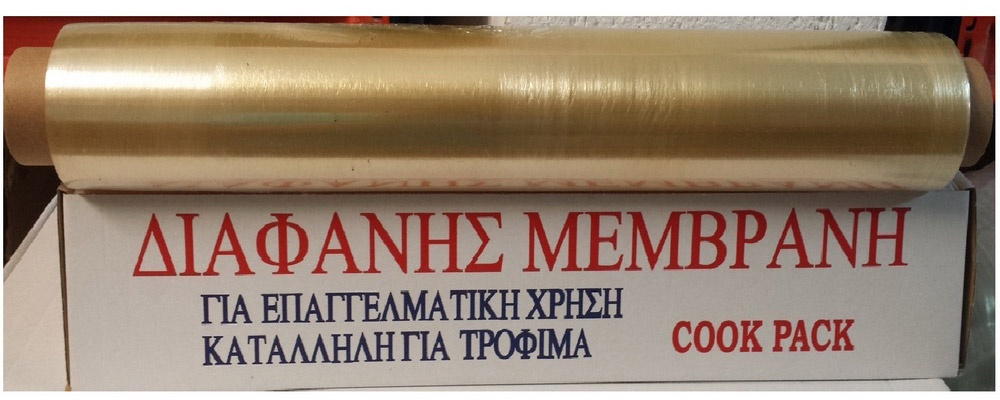 ΔΙΑΦΑΝΗΣ ΜΕΜΒΡΑΝΗ
ΓΙΑ ΕΠΑΓΓΕΛΜΑΤΙΚΗ ΧΡΗΣΗ
ΚΑΤΑΛΛΗΛΗ ΓΙΑ ΤΡΟΦΙΜΑ
COOK PACK